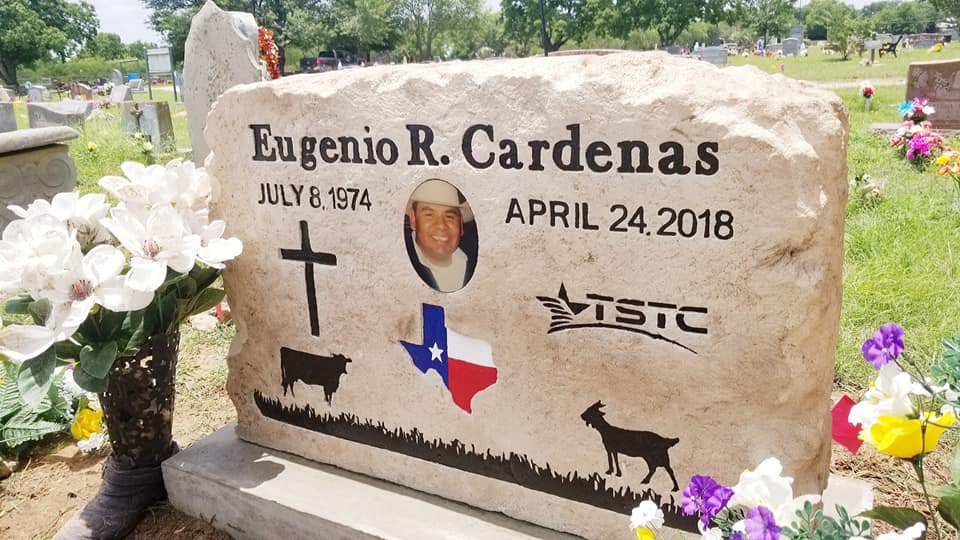 Eugenio R. Cardenas
JULY 8, 1974
APRIL 24. 2018
TSTC